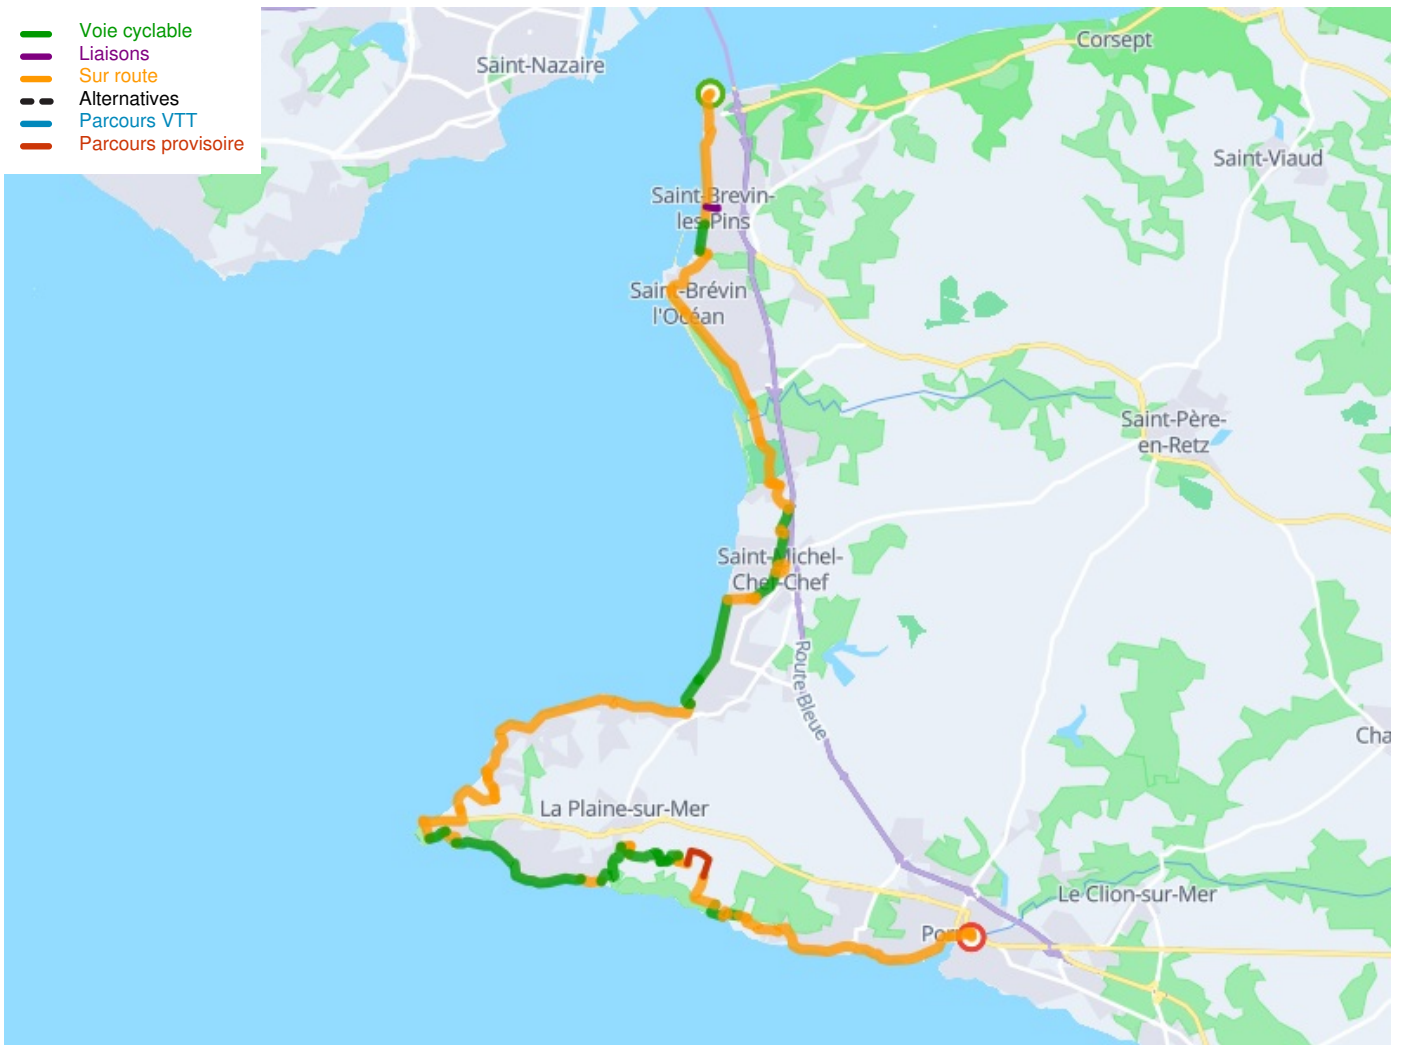 Voie cyclable
Liaisons
Sur route
Alternatives
Parcours VTT
Parcours provisoire
Saint-Nazaire
Corsept
Saint-Viaud
Saint-Brevin-
les-Pins
Saint-Brévin
l'Océan
Saint-Père-
en-Retz
Saint-Michel-
Chef-Chef
Route Bleue
Cha
La Plaine-sur-Mer
Le Clion-sur-Mer
Por